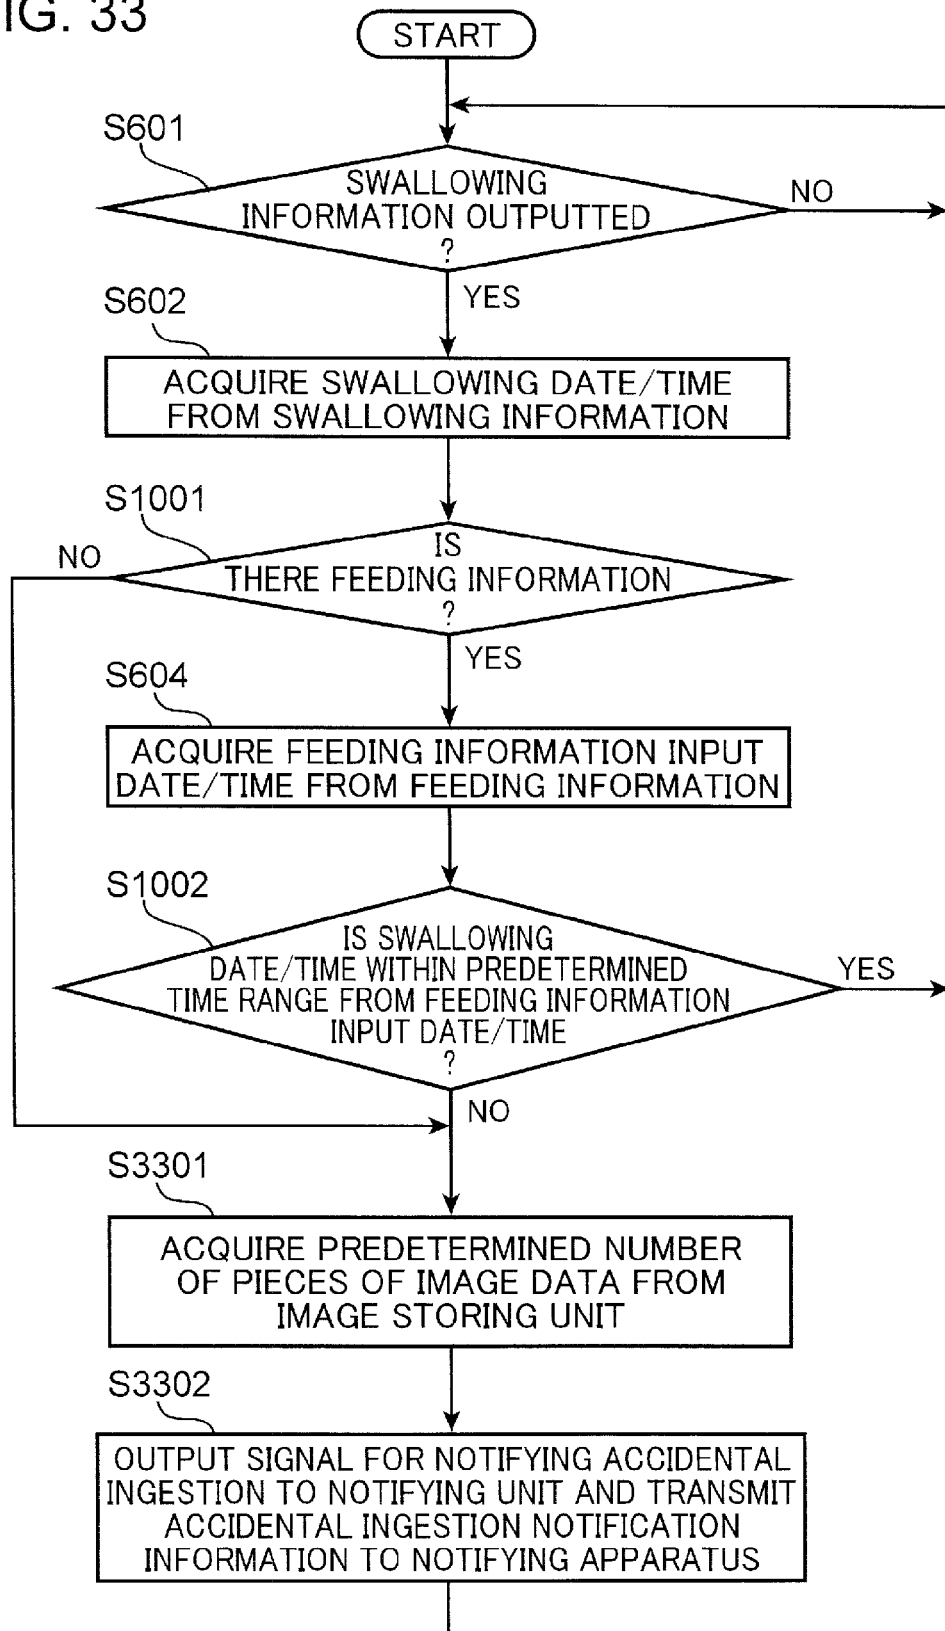 IG. 33
START
S601
SWALLOWING
INFORMATION OUTPUTTED
?
NO
YES
S602
ACQUIRE SWALLOWING DATE/TIME
FROM SWALLOWING INFORMATION
S1001
NO
IS
THERE FEEDING INFORMATION
?
YES
S604
ACQUIRE FEEDING INFORMATION INPUT
DATE/TIME FROM FEEDING INFORMATION
S1002
IS SWALLOWING
DATE/TIME WITHIN PREDETERMINED
TIME RANGE FROM FEEDING INFORMATION
INPUT DATE/TIME
?
YES
NO
S3301
ACQUIRE PREDETERMINED NUMBER
OF PIECES OF IMAGE DATA FROM
IMAGE STORING UNIT
S3302
OUTPUT SIGNAL FOR NOTIFYING ACCIDENTAL
INGESTION TO NOTIFYING UNIT AND TRANSMIT
ACCIDENTAL INGESTION NOTIFICATION
INFORMATION TO NOTIFYING APPARATUS